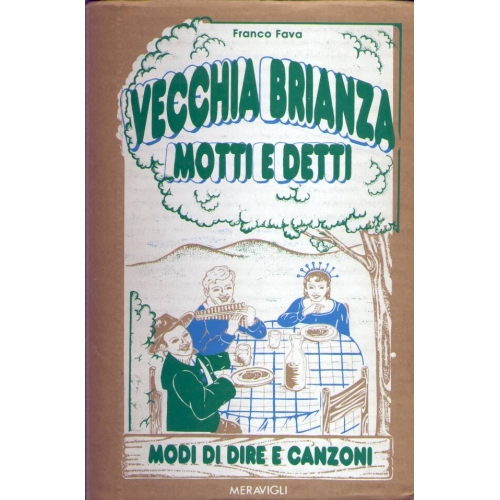 Franco Fava
VECCHIA BRIANZA
MOTTI E DETTI
MODI DI DIRE E CANZONI
MERAVIGLI